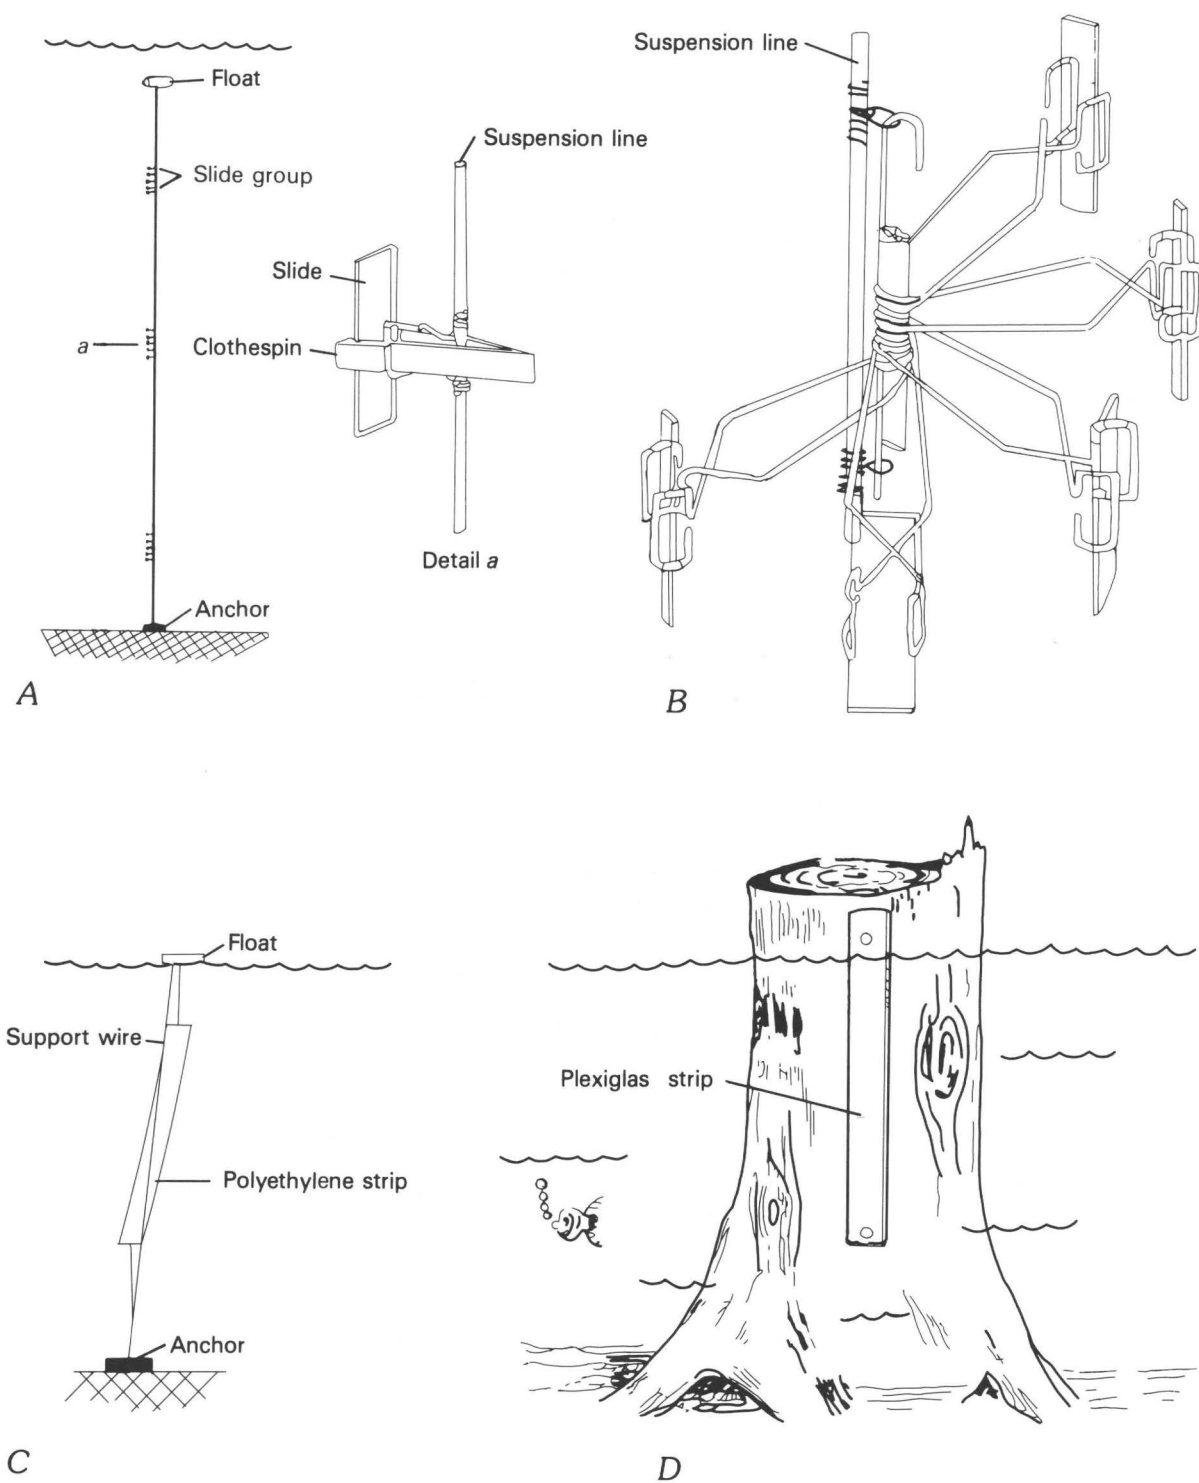 Float
Slide group
a
Anchor
Suspension line
Slide
Clothespin
Detail a
A
Suspension line
B
Float
Support wire
Polyethylene strip
Anchor
C
Plexiglas strip
D